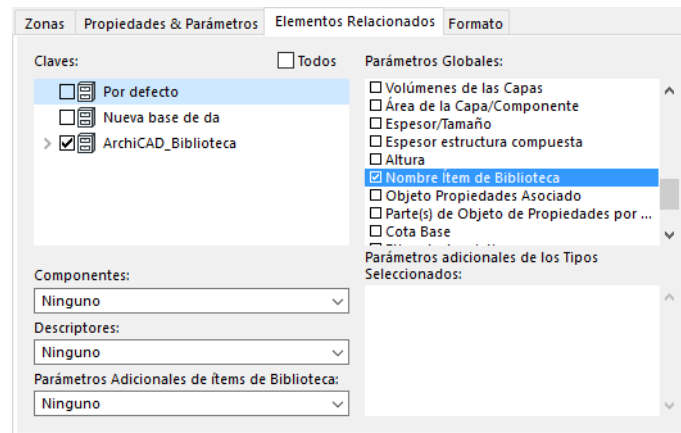 Zonas Propiedades & Parámetros Elementos Relacionados Formato
Claves: Todos Parámetros Globales:
Por defecto
Nueva base de da
ArchiCAD_Biblioteca
Volúmenes de las Capas
Área de la Capa/Componente
Espesor/Tamaño
Espesor estructura compuesta
Altura
Nombre Ítem de Biblioteca
Objeto Propiedades Asociado
Parte(s) de Objeto de Propiedades por ...
Cota Base
Componentes:
Ninguno
Descriptores:
Ninguno
Parámetros Adicionales de ítems de Biblioteca:
Ninguno
Parámetros adicionales de los Tipos
Seleccionados: